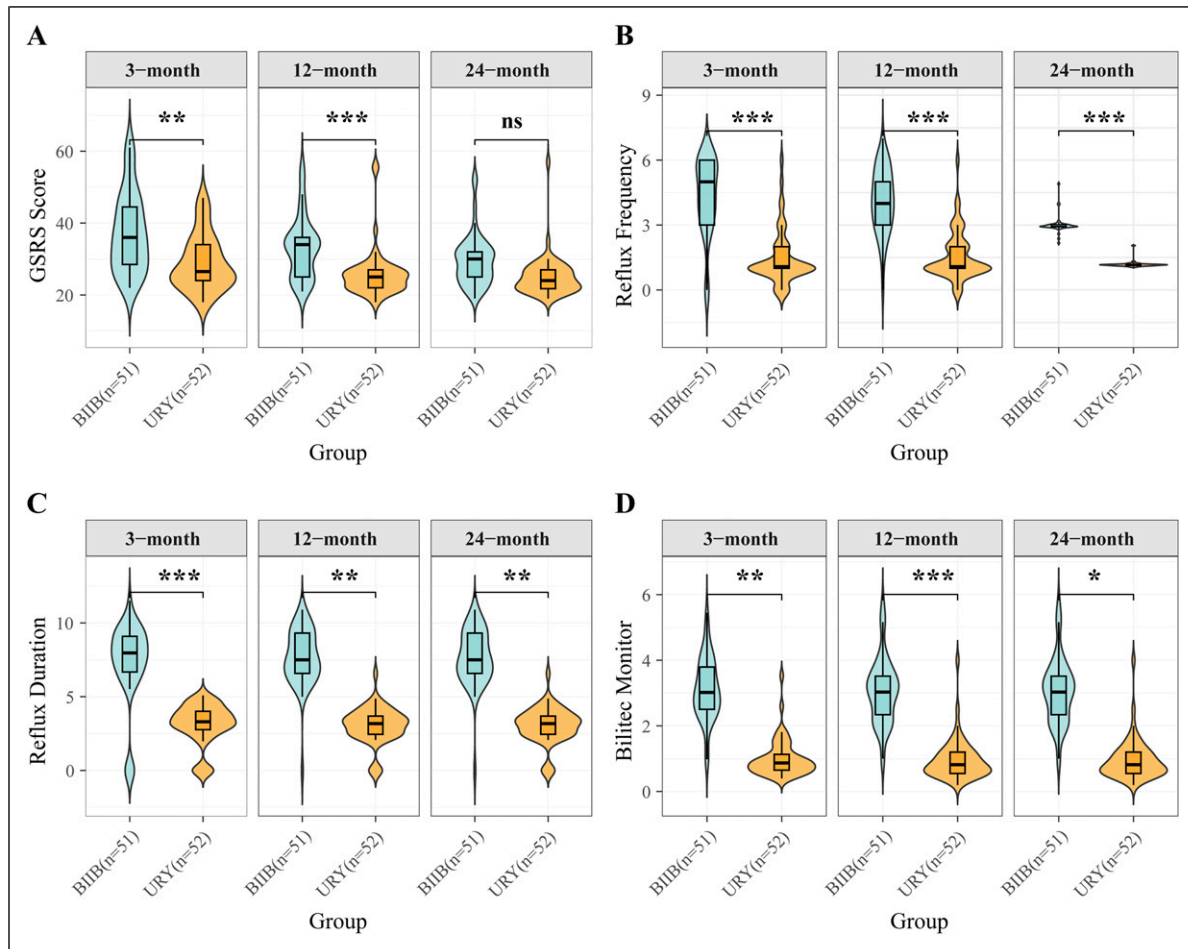 A
3−month 12−month 24−month
** *** ns
GSRS Score
60
40
20
BIIB(n=51) URY(n=52) BIIB(n=51) URY(n=52) BIIB(n=51) URY(n=52)
Group
B
3−month 12−month 24−month
*** *** ***
Reflux Frequency
9
6
3
0
BIIB(n=51) URY(n=52) BIIB(n=51) URY(n=52) BIIB(n=51) URY(n=52)
Group
C
3−month 12−month 24−month
*** ** **
Reflux Duration
10
5
0
BIIB(n=51) URY(n=52) BIIB(n=51) URY(n=52) BIIB(n=51) URY(n=52)
Group
D
3−month 12−month 24−month
** *** *
Bilitec Monitor
6
4
2
0
BIIB(n=51) URY(n=52) BIIB(n=51) URY(n=52) BIIB(n=51) URY(n=52)
Group